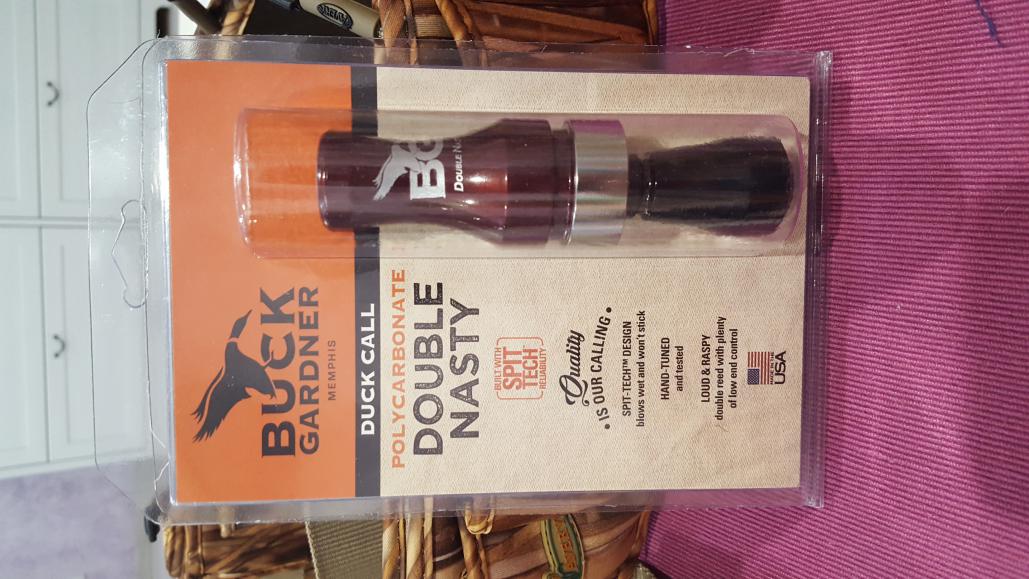 BUCK
GARDNER
MEMPHIS
DUCK CALL
POLYCARBONATE
DOUBLE
NASTY
BUILT WITH
SPIT
TECH
RELIABILITY
Quality
• IS OUR CALLING •
SPIT-TECH™ DESIGN
blows wet and won't stick
HAND-TUNED
and tested
LOUD & RASPY
double reed with plenty
of low end control
USA
BG
DOUBLE